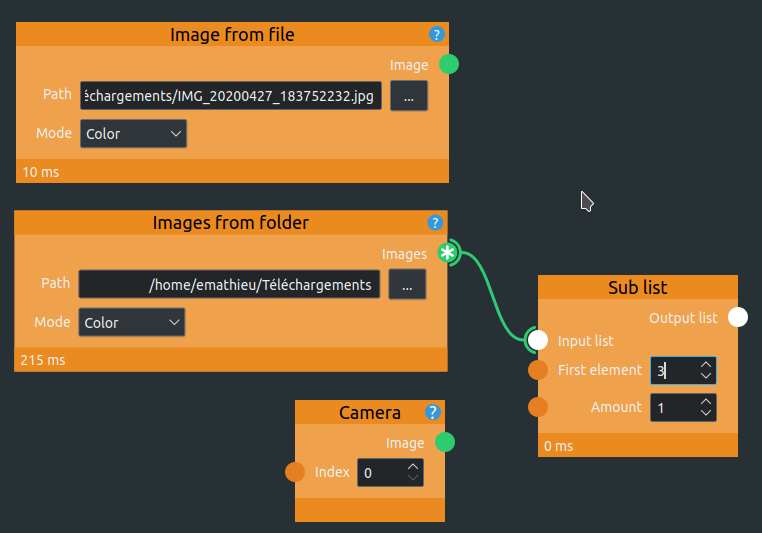 Image from file ?
Image
Path échargements/IMG_20200427_183752232.jpg ...
Mode Color
10 ms
Images from folder ?
Images
Path /home/emathieu/Téléchargements ...
Mode Color
215 ms
Sub list
Output list
Input list
First element 3
Amount 1
0 ms
Camera ?
Image
Index 0